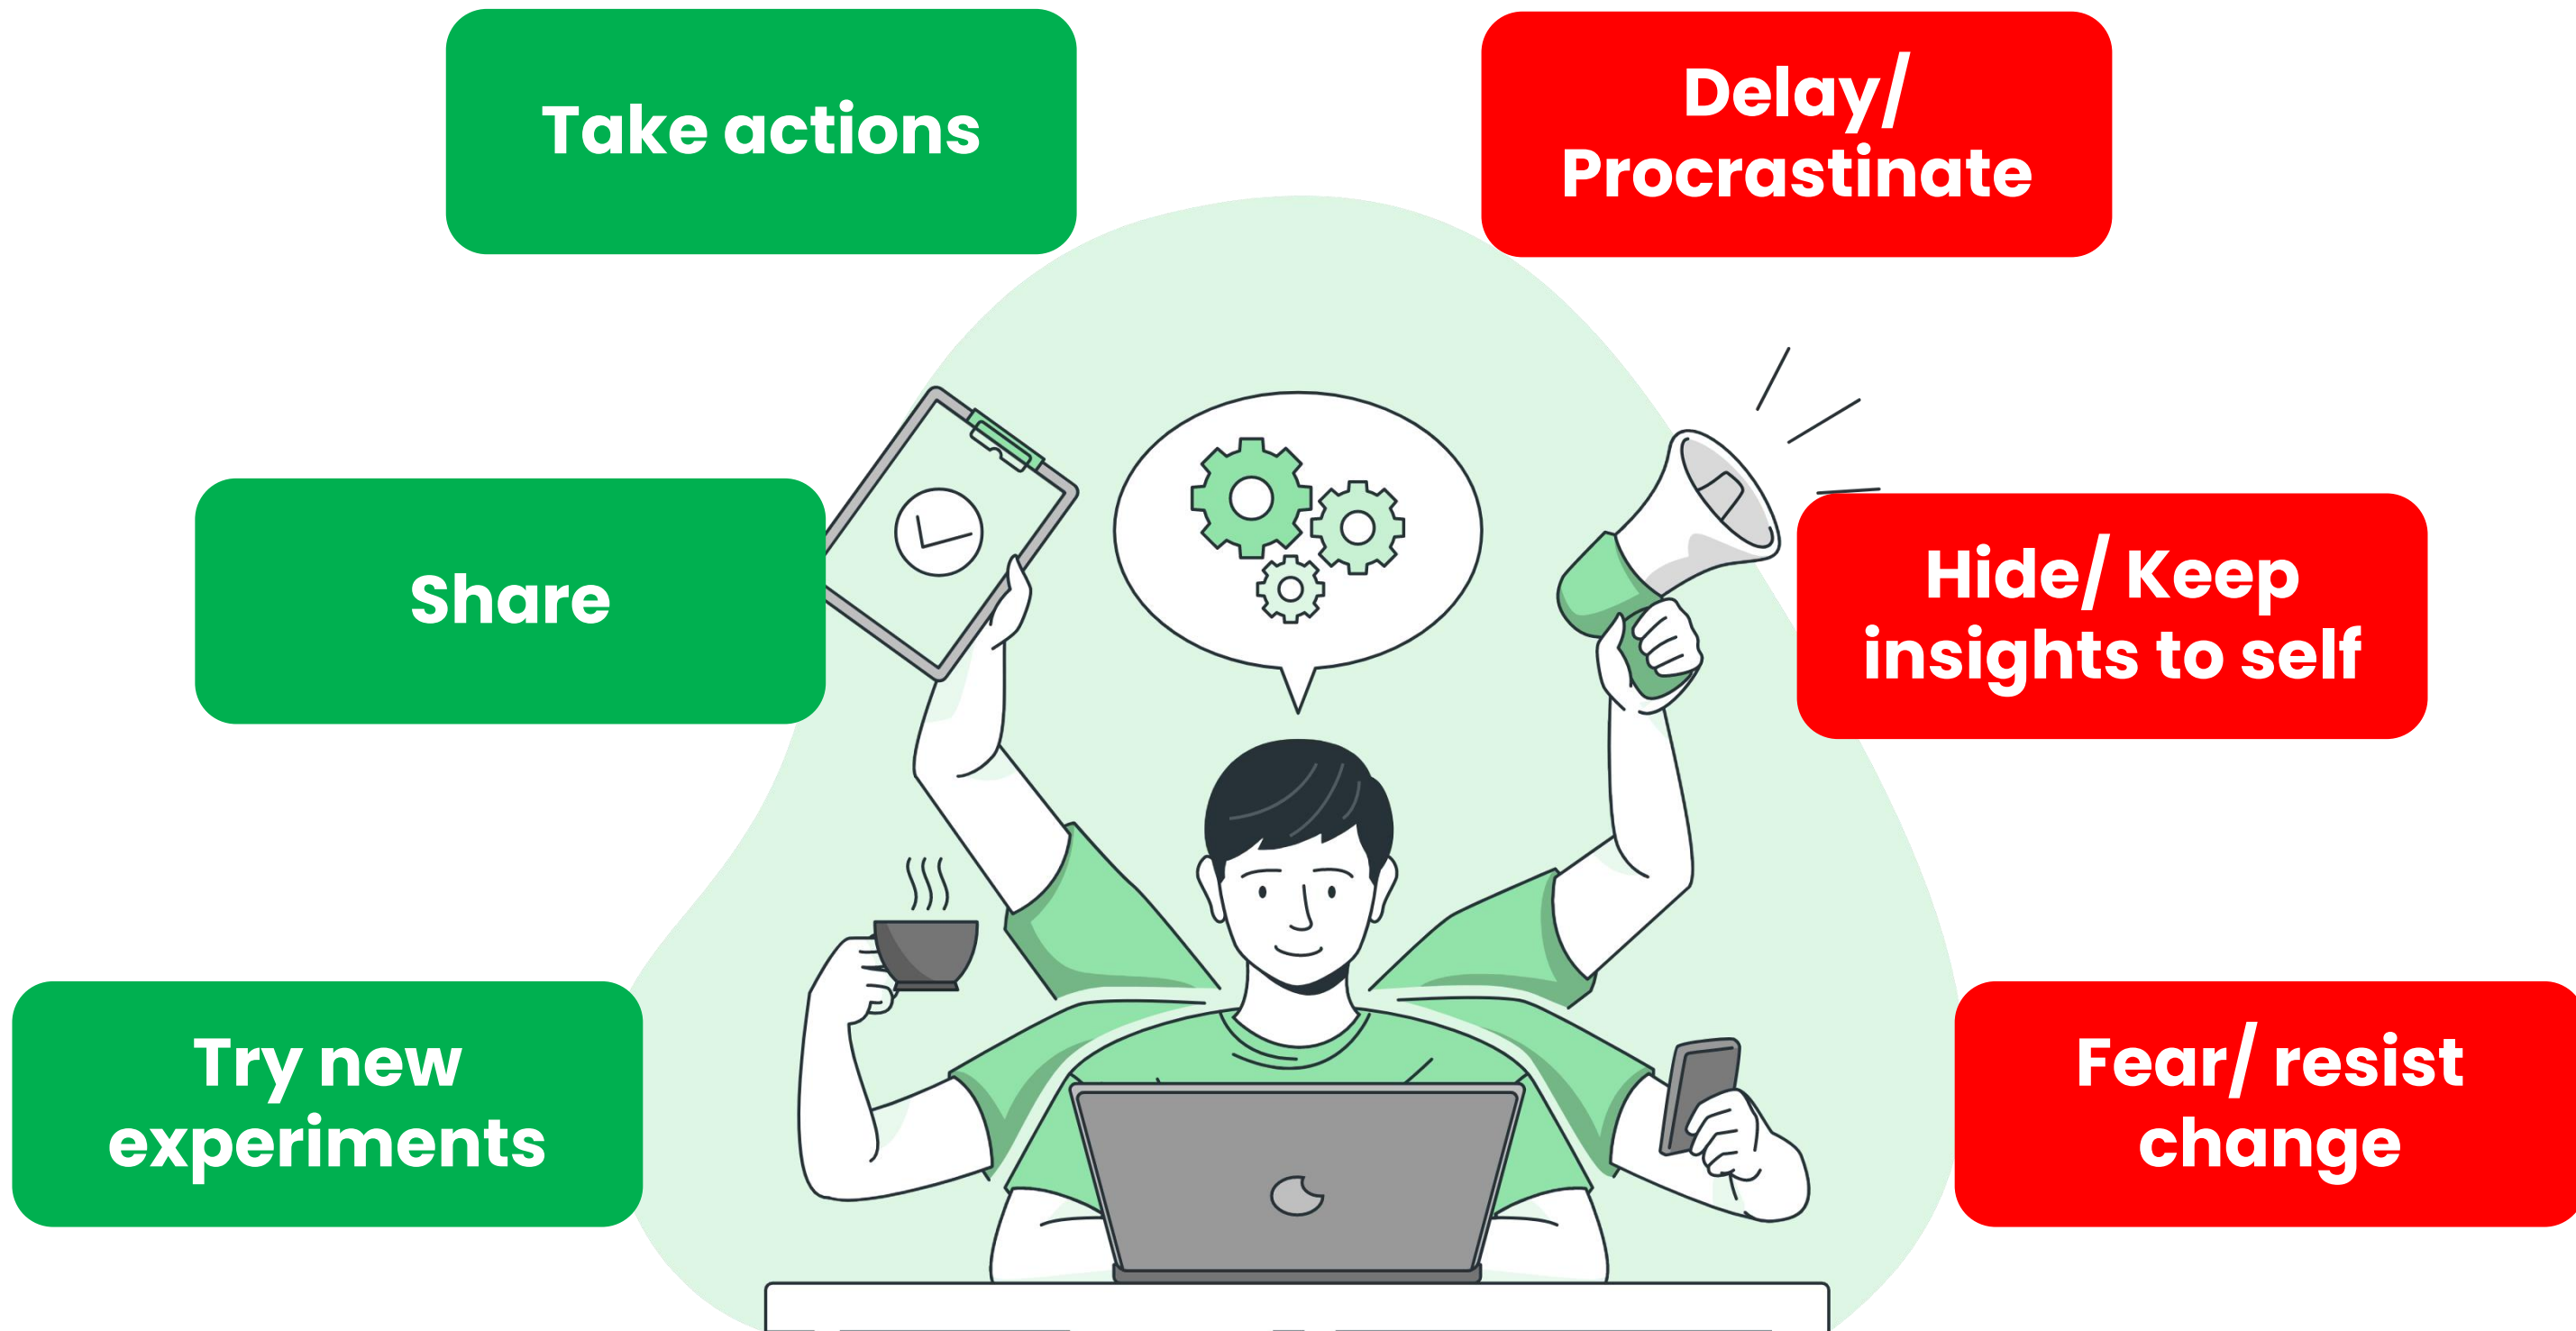 Take actions
Delay/
Procrastinate
Share
Hide/ Keep
insights to self
Try new
experiments
Fear/ resist
change